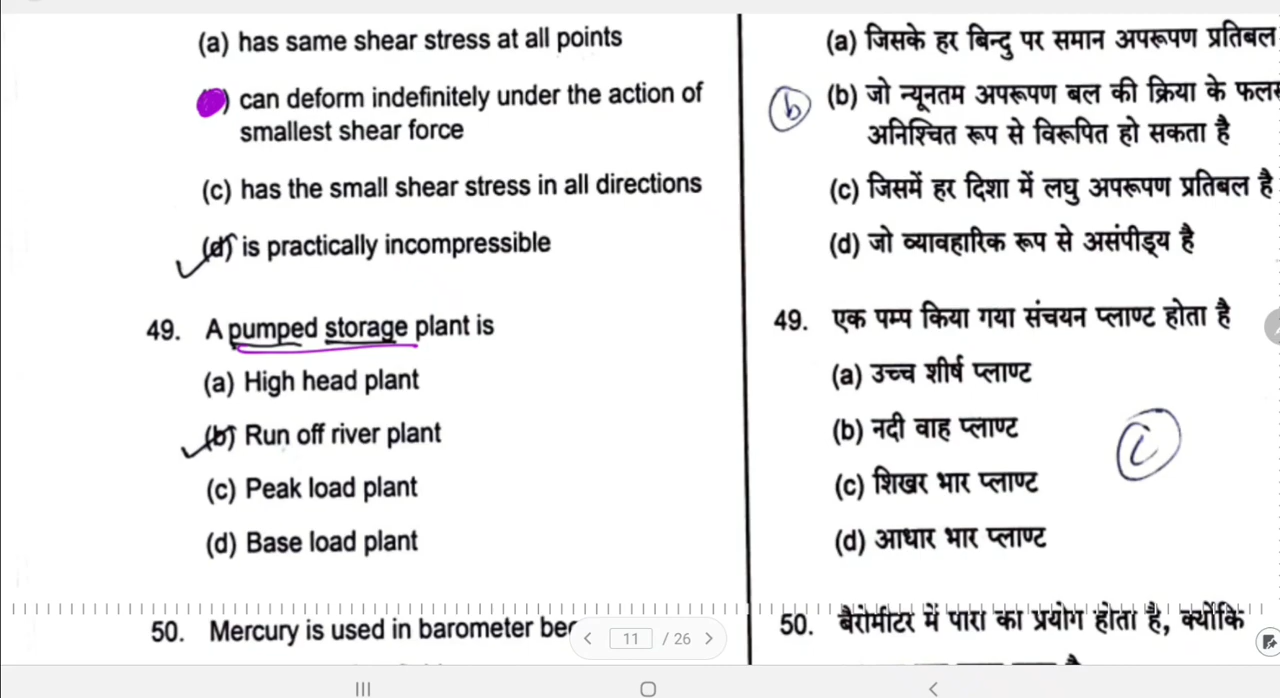 (a) has same shear stress at all points
) can deform indefinitely under the action of
smallest shear force
(c) has the small shear stress in all directions
(d) is practically incompressible
49. A pumped storage plant is
(a) High head plant
(b) Run off river plant
(c) Peak load plant
(d) Base load plant
50. Mercury is used in barometer
(a) जिसके हर बिन्दु पर समान अपरूपण प्रतिबल
b
(b) जो न्यूनतम अपरूपण बल की क्रिया के
अनिश्चित रूप से विरूपित हो सकता है
(c) जिसमें हर दिशा में लघु अपरूपण प्रतिबल है
(d) जो व्यावहारिक रूप से असंपीड्य है
49. एक पम्प किया गया संचयन प्लाण्ट होता है
(a) उच्च शीर्ष प्लाण्ट
(b) नदी वाह प्लाण्ट
(c) शिखर भार प्लाण्ट
(d) आधार भार प्लाण्ट
50. बैरोमीटर में पारा का प्रयोग होता है, क्योंकि
11 / 26